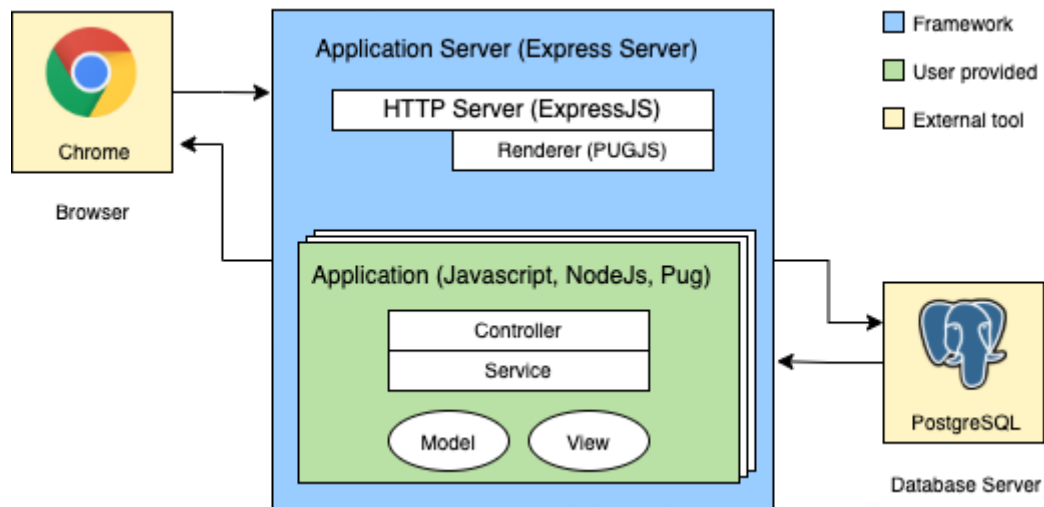 Chrome
Browser
Application Server (Express Server)
HTTP Server (ExpressJS)
Renderer (PUGJS)
Application (Javascript, NodeJs, Pug)
Controller
Service
Model
View
Framework
User provided
External tool
PostgreSQL
Database Server